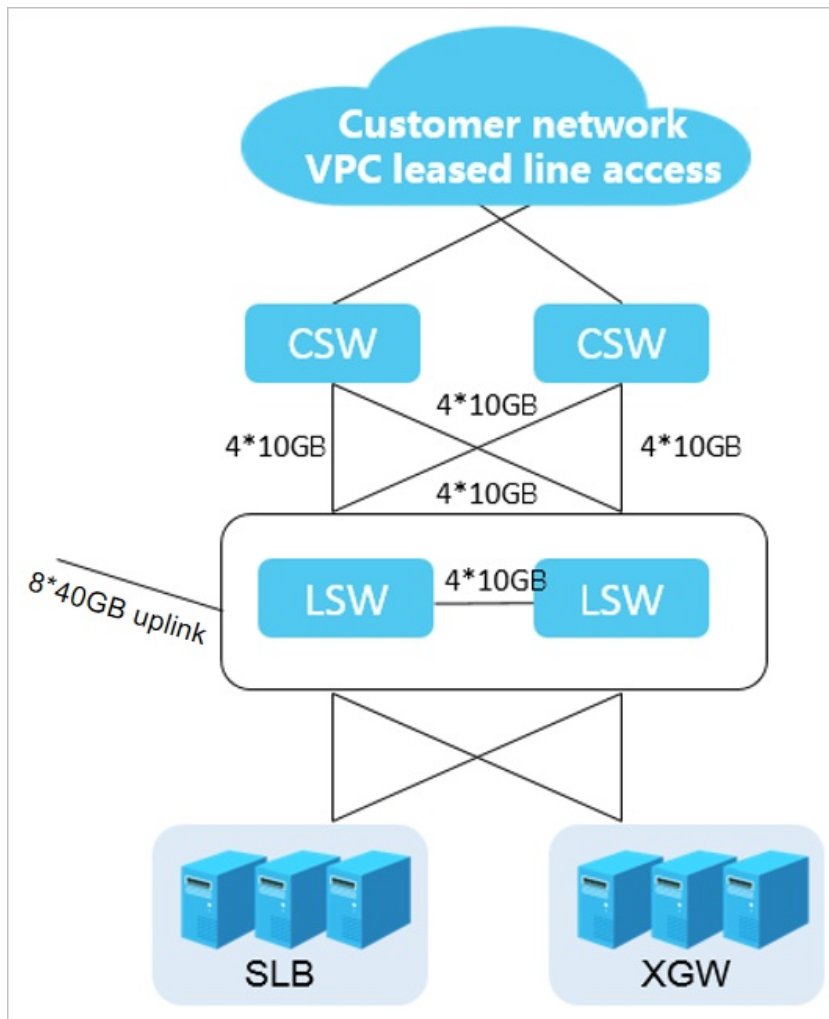 Customer network
VPC leased line access
CSW
CSW
4*10GB
4*10GB
4*10GB
4*10GB
LSW
4*10GB
LSW
8*40GB uplink
SLB
XGW